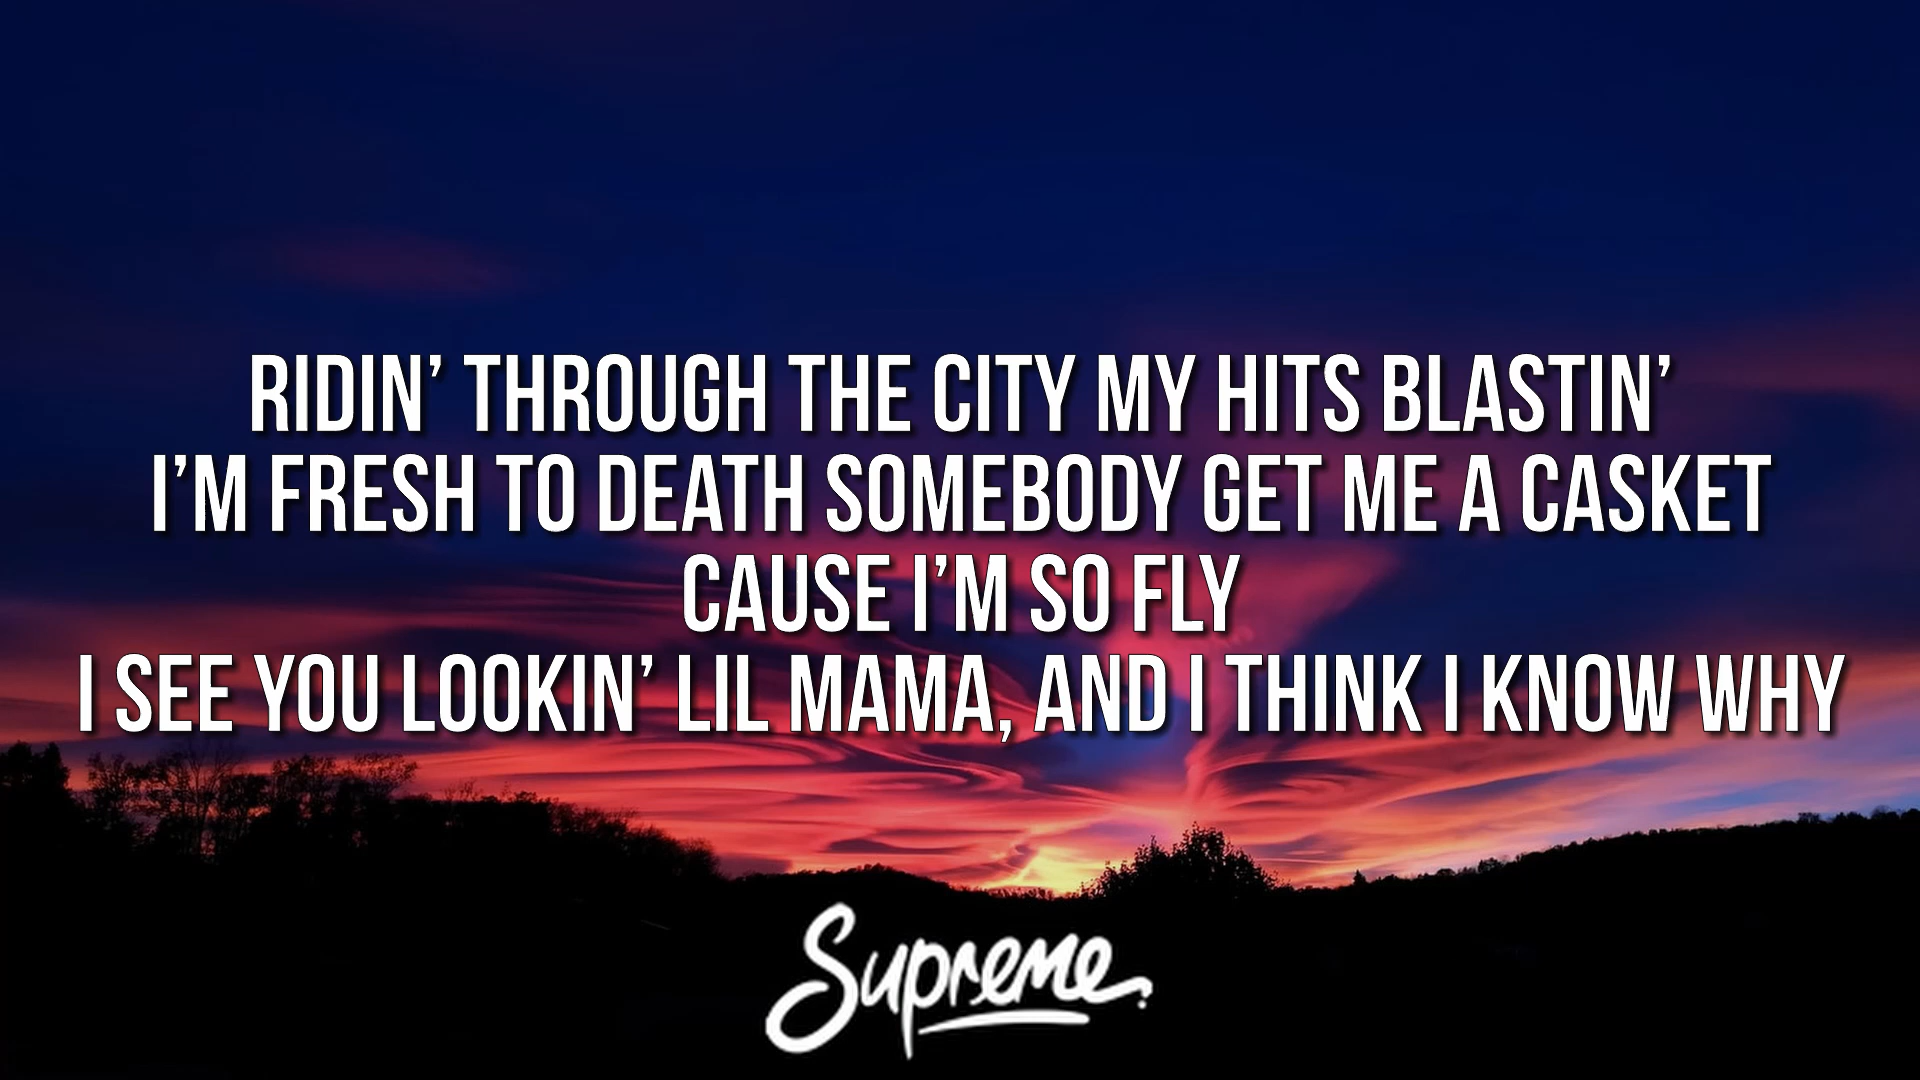 RIDIN’ THROUGH THE CITY MY HITS BLASTIN’
I’M FRESH TO DEATH SOMEBODY GET ME A CASKET
CAUSE I’M SO FLY
I SEE YOU LOOKIN’ LIL MAMA, AND I THINK I KNOW WHY
Supreme